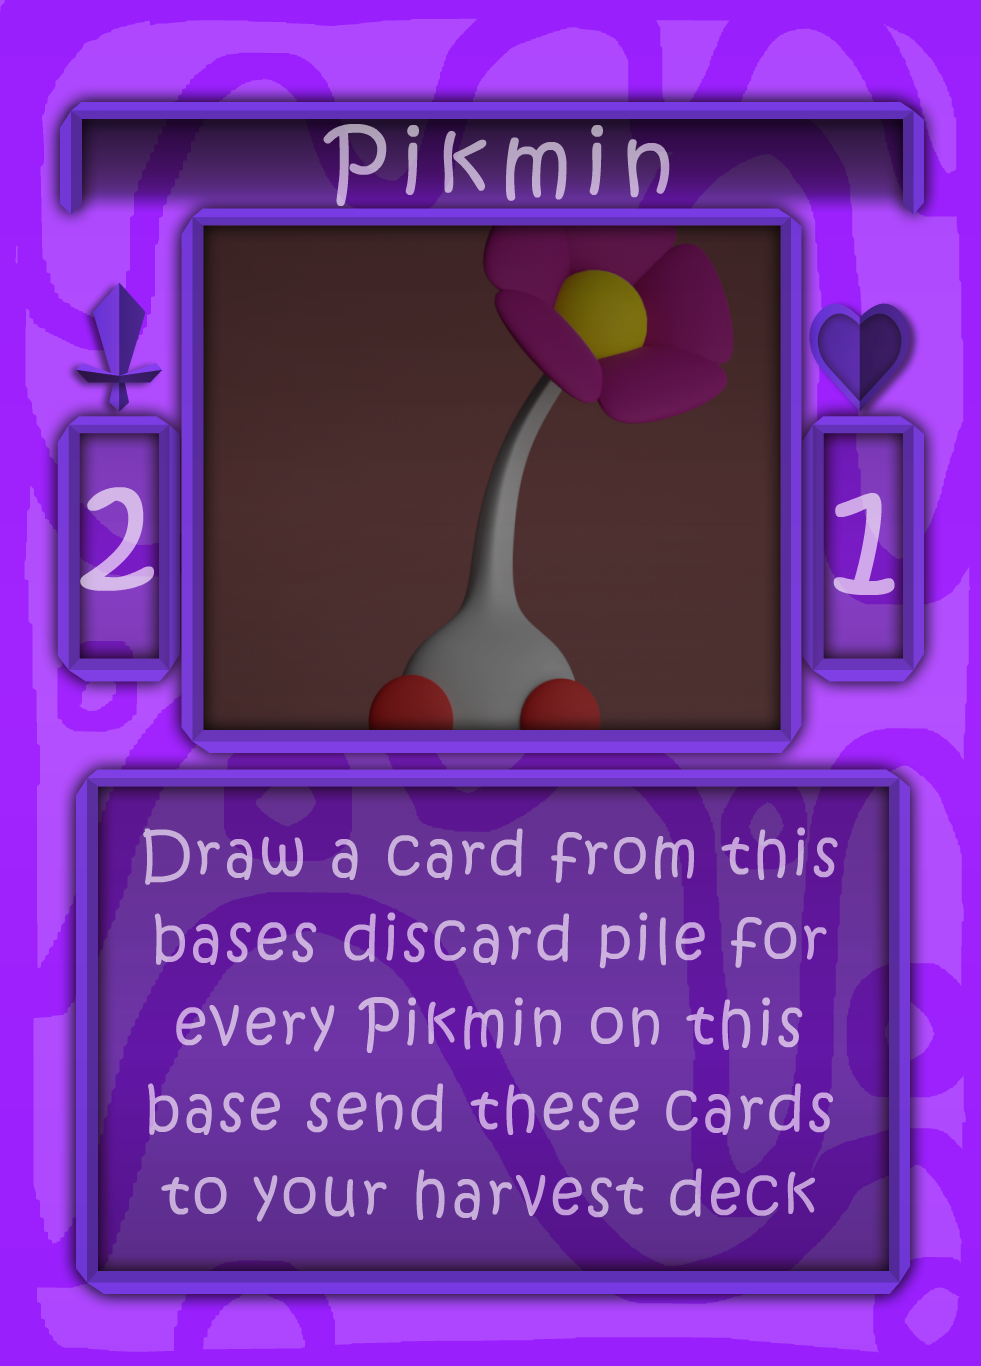 Pikmin
2
1
Draw a card from this
bases discard pile for
every Pikmin on this
base send these cards
to your harvest deck